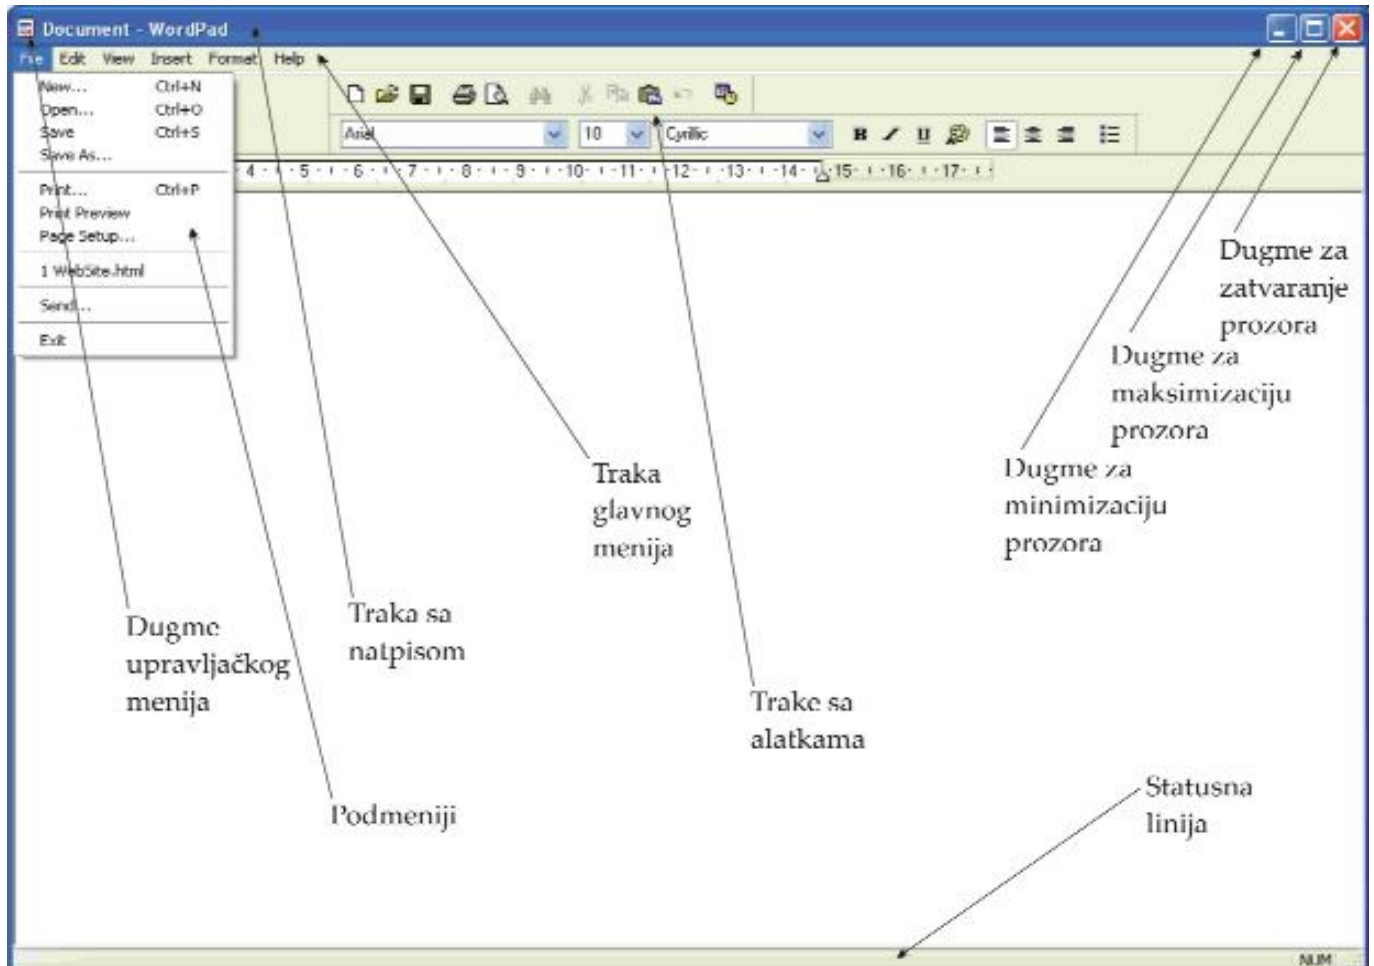 Document - WordPad
File Edit View Insert Format Help
New... Ctrl+N
Open... Ctrl+O
Save Ctrl+S
Save As...
Print... Ctrl+P
Print Preview
Page Setup...
1 WebSite.html
Send...
Exit
Arial 10 Cyrillic B U
4 5 6 7 8 9 10 11 12 13 14 15 16 17
Dugme za
zatvaranje
prozora
Dugme za
maksimizaciju
prozora
Dugme za
minimizaciju
prozora
Traka
glavnog
menija
Traka sa
natpisom
Dugme
upravljačkog
menija
Trake sa
alatkama
Podmeniji
Statusna
linija
NUM